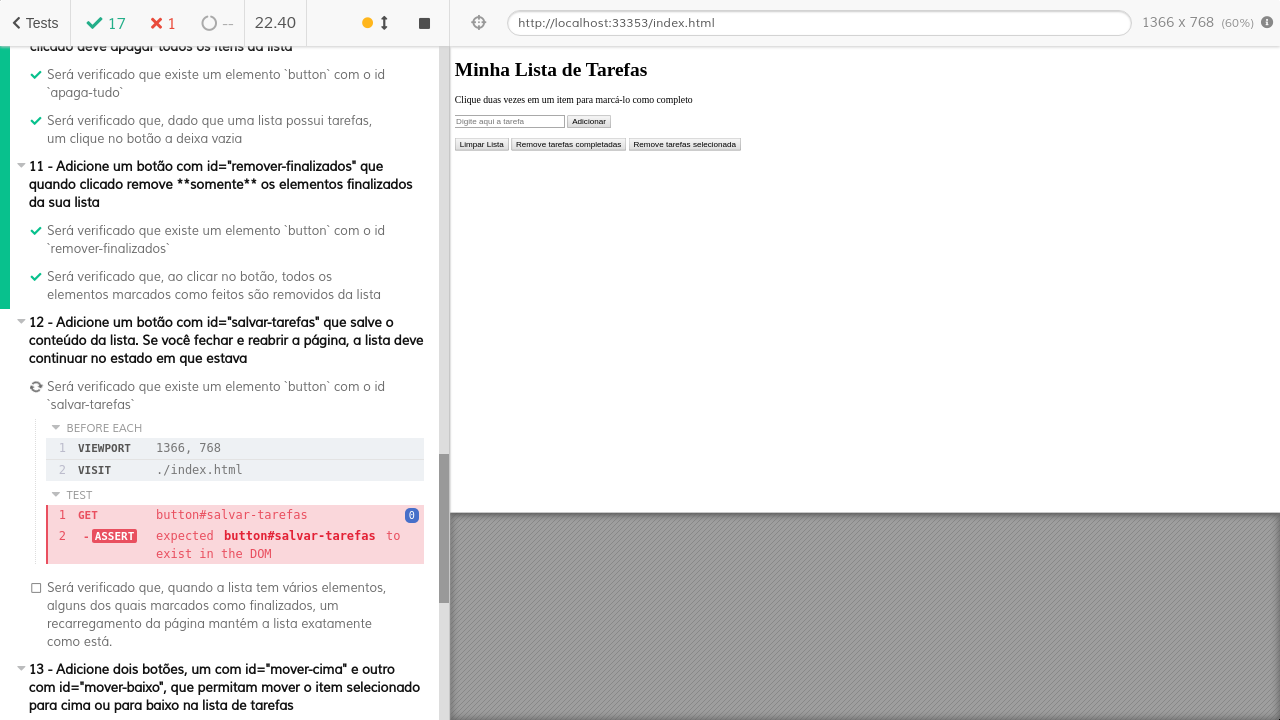 Tests
17
1
--
22.40
http://localhost:33353/index.html
1366 x 768 (60%)
clicado deve apagar todos os itens da lista
Será verificado que existe um elemento `button` com o id
`apaga-tudo`
Será verificado que, dado que uma lista possui tarefas,
um clique no botão a deixa vazia
11 - Adicione um botão com id="remover-finalizados" que
quando clicado remove **somente** os elementos finalizados
da sua lista
Será verificado que existe um elemento `button` com o id
`remover-finalizados`
Será verificado que, ao clicar no botão, todos os
elementos marcados como feitos são removidos da lista
12 - Adicione um botão com id="salvar-tarefas" que salve o
conteúdo da lista. Se você fechar e reabrir a página, a lista deve
continuar no estado em que estava
Será verificado que existe um elemento `button` com o id
`salvar-tarefas`
BEFORE EACH
1 VIEWPORT 1366, 768
2 VISIT ./index.html
TEST
1 GET button#salvar-tarefas 0
2 -ASSERT expected button#salvar-tarefas to
exist in the DOM
Será verificado que, quando a lista tem vários elementos,
alguns dos quais marcados como finalizados, um
recarregamento da página mantém a lista exatamente
como está.
13 - Adicione dois botões, um com id="mover-cima" e outro
com id="mover-baixo", que permitam mover o item selecionado
para cima ou para baixo na lista de tarefas
Minha Lista de Tarefas
Clique duas vezes em um item para marcá-lo como completo
Digite aqui a tarefa Adicionar
Limpar Lista Remove tarefas completadas Remove tarefas selecionada